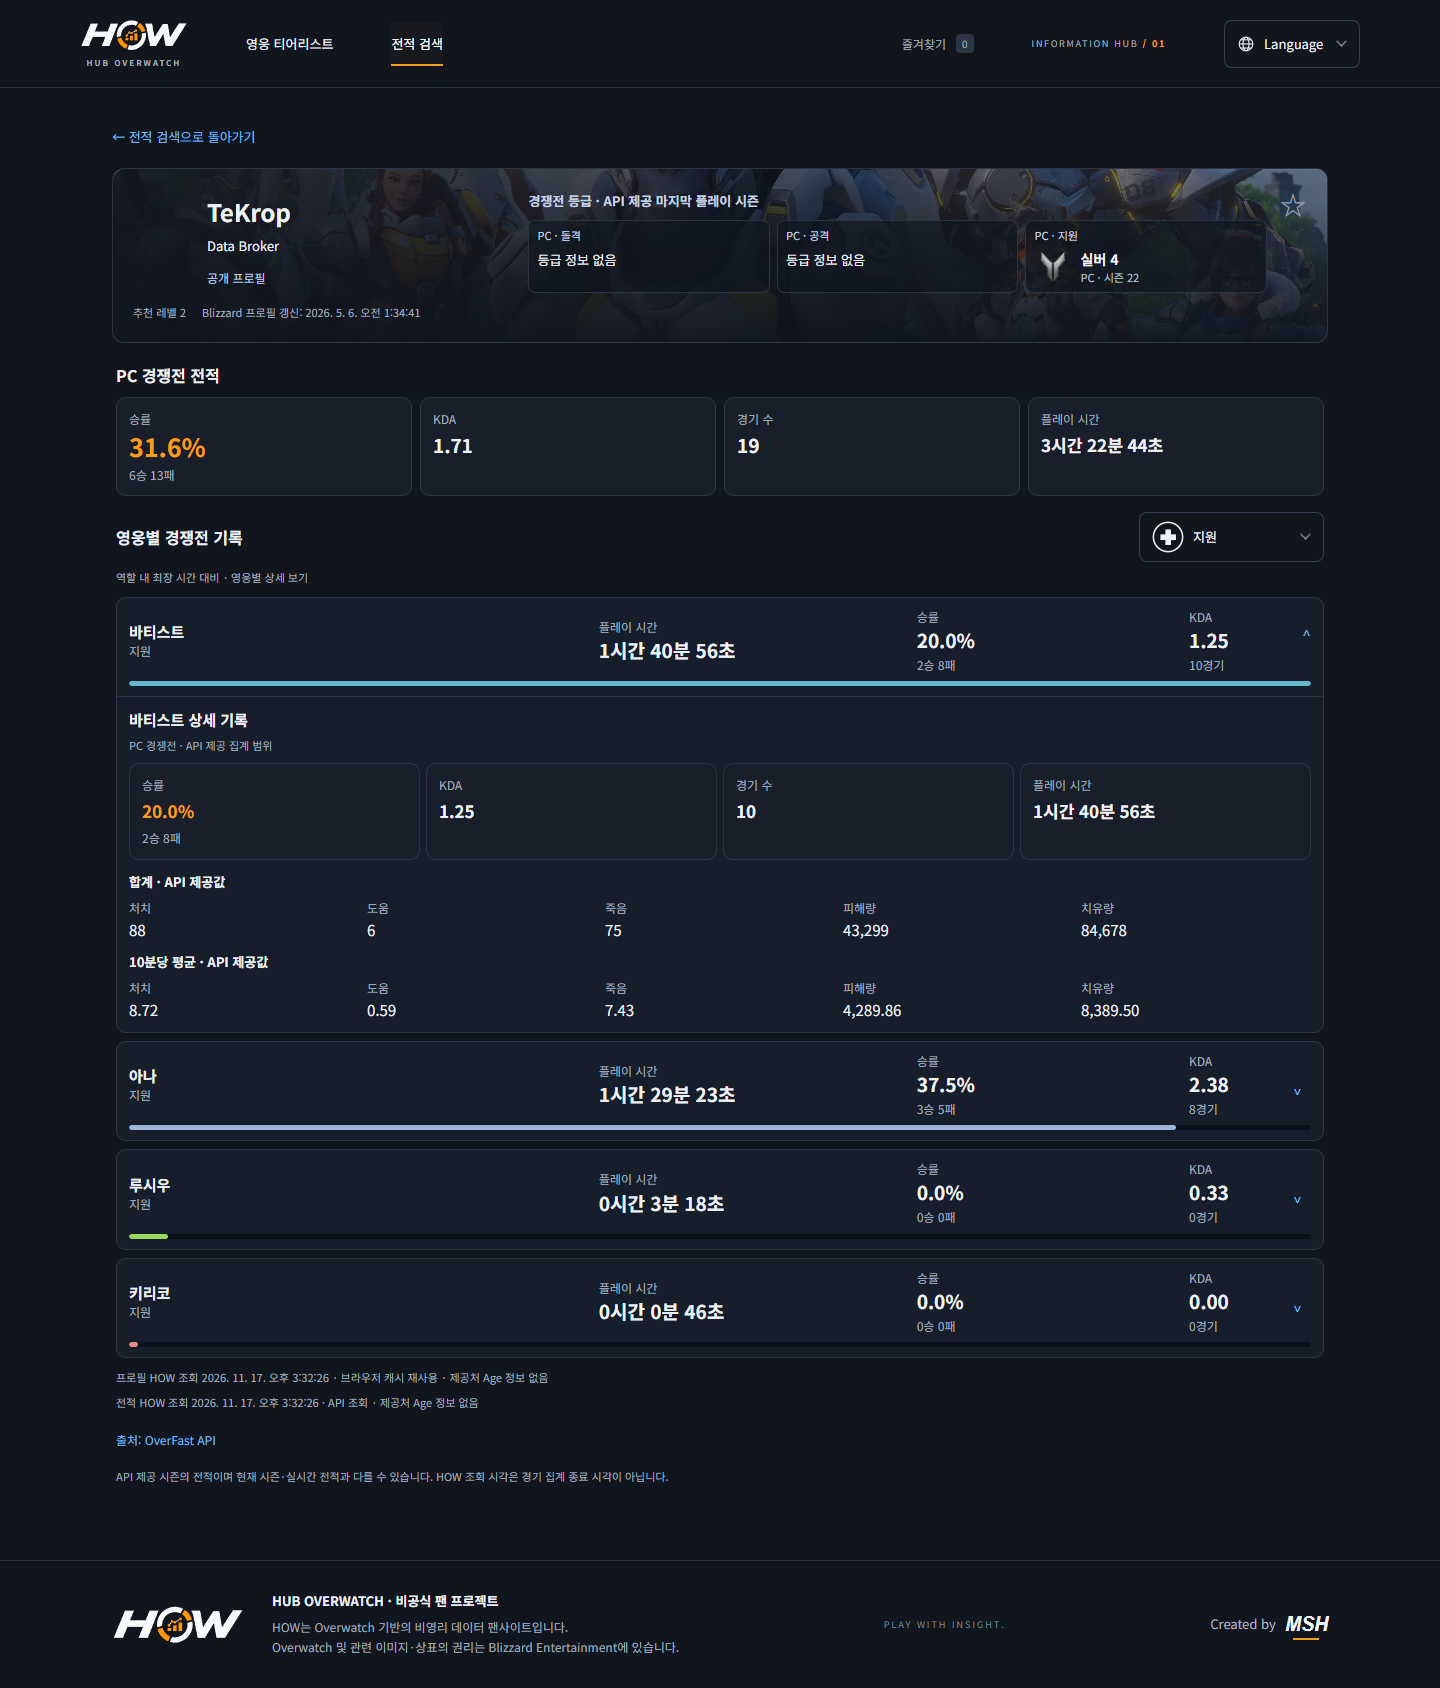 HOW
HUB OVERWATCH
영웅 티어리스트
전적 검색
즐겨찾기 0
INFORMATION HUB / 01
Language
← 전적 검색으로 돌아가기
TeKrop
Data Broker
공개 프로필
추천 레벨 2 Blizzard 프로필 갱신: 2026. 5. 6. 오전 1:34:41
경쟁전 등급 · API 제공 마지막 플레이 시즌
PC · 돌격
등급 정보 없음
PC · 공격
등급 정보 없음
PC · 지원
실버 4
PC · 시즌 22
PC 경쟁전 전적
승률
31.6%
6승 13패
KDA
1.71
경기 수
19
플레이 시간
3시간 22분 44초
영웅별 경쟁전 기록
지원
역할 내 최장 시간 대비 · 영웅별 상세 보기
바티스트
지원
플레이 시간
1시간 40분 56초
승률
20.0%
2승 8패
KDA
1.25
10경기
바티스트 상세 기록
PC 경쟁전 · API 제공 집계 범위
승률
20.0%
2승 8패
KDA
1.25
경기 수
10
플레이 시간
1시간 40분 56초
합계 · API 제공값
처치 도움 죽음 피해량 치유량
88 6 75 43,299 84,678
10분당 평균 · API 제공값
처치 도움 죽음 피해량 치유량
8.72 0.59 7.43 4,289.86 8,389.50
아나
지원
플레이 시간
1시간 29분 23초
승률
37.5%
3승 5패
KDA
2.38
8경기
루시우
지원
플레이 시간
0시간 3분 18초
승률
0.0%
0승 0패
KDA
0.33
0경기
키리코
지원
플레이 시간
0시간 0분 46초
승률
0.0%
0승 0패
KDA
0.00
0경기
프로필 HOW 조회 2026. 11. 17. 오후 3:32:26 · 브라우저 캐시 재사용 · 제공처 Age 정보 없음
전적 HOW 조회 2026. 11. 17. 오후 3:32:26 · API 조회 · 제공처 Age 정보 없음
출처: OverFast API
API 제공 시즌의 전적이며 현재 시즌·실시간 전적과 다를 수 있습니다. HOW 조회 시각은 경기 집계 종료 시각이 아닙니다.
HOW
HUB OVERWATCH · 비공식 팬 프로젝트
HOW는 Overwatch 기반의 비영리 데이터 팬사이트입니다.
Overwatch 및 관련 이미지·상표의 권리는 Blizzard Entertainment에 있습니다.
PLAY WITH INSIGHT.
Created by MSH